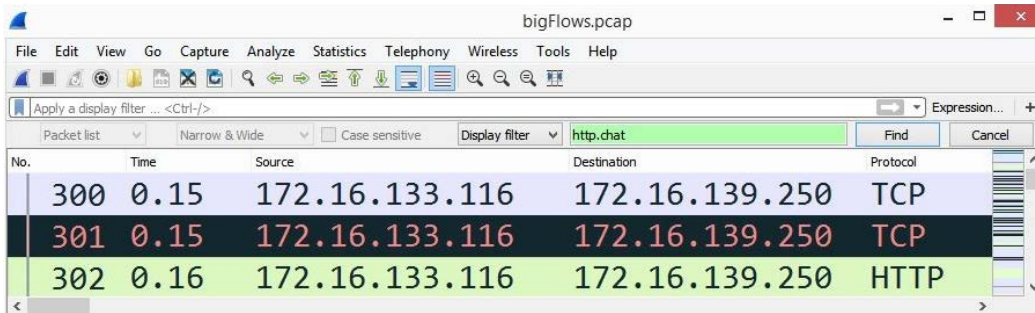 bigFlows.pcap
File Edit View Go Capture Analyze Statistics Telephony Wireless Tools Help
Apply a display filter ... <Ctrl-/> Expression... +
Packet list Narrow & Wide Case sensitive Display filter http.chat Find Cancel
No. Time Source Destination Protocol
300 0.15 172.16.133.116 172.16.139.250 TCP
301 0.15 172.16.133.116 172.16.139.250 TCP
302 0.16 172.16.133.116 172.16.139.250 HTTP